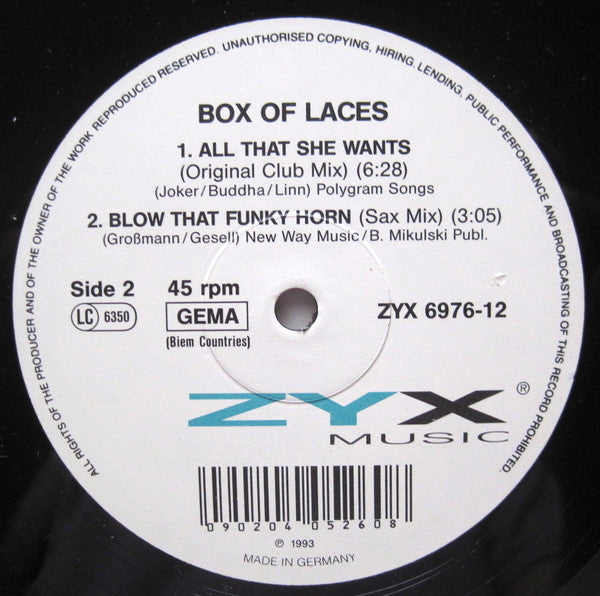 ALL RIGHTS OF THE PRODUCER AND OF THE OWNER OF THE WORK REPRODUCED RESERVED. UNAUTHORISED COPYING, HIRING, LENDING, PUBLIC PERFORMANCE AND BROADCASTING OF THIS RECORD PROHIBITED.
BOX OF LACES
1. ALL THAT SHE WANTS
(Original Club Mix) (6:28)
(Joker/Buddha/Linn) Polygram Songs
2. BLOW THAT FUNKY HORN (Sax Mix) (3:05)
(Großmann/Gesell) New Way Music/B. Mikulski Publ.
Side 2 45 rpm
LC 6350 GEMA ZYX 6976-12
(Biem Countries)
ZYX ®
MUSIC
090204 052608
℗ 1993
MADE IN GERMANY